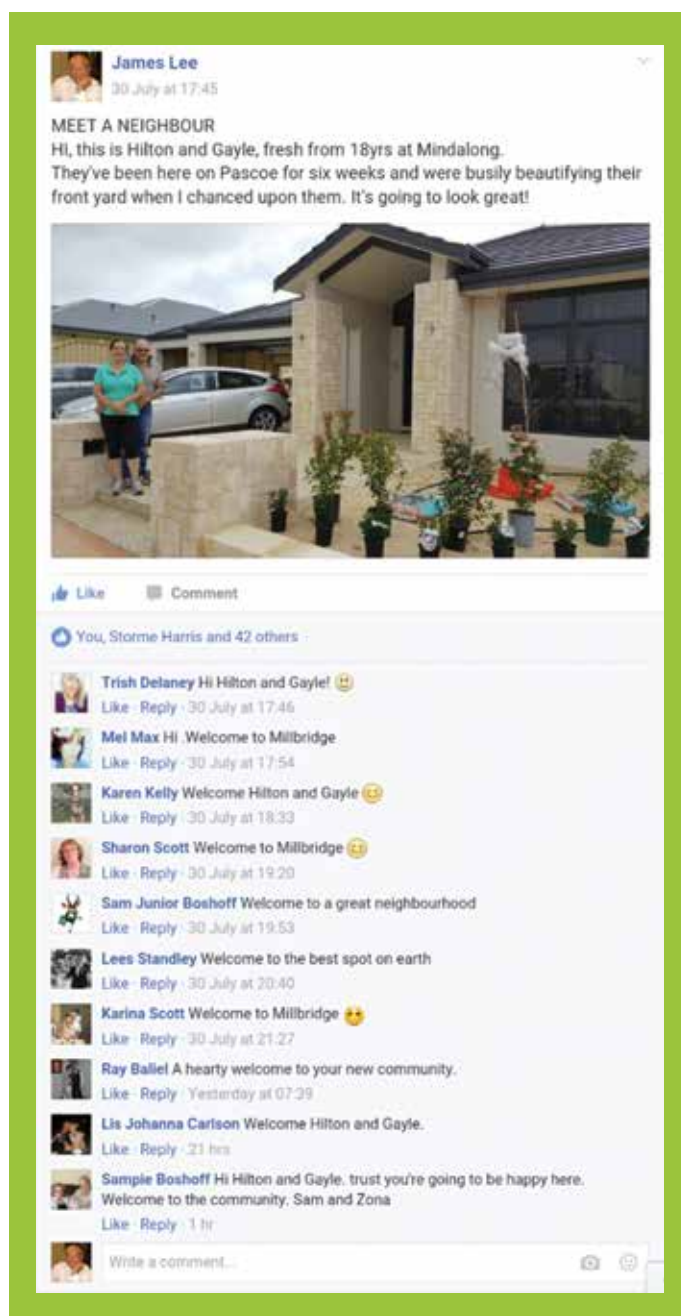 James Lee
30 July at 17:45
MEET A NEIGHBOUR
Hi, this is Hilton and Gayle, fresh from 18yrs at Mindalong.
They've been here on Pascoe for six weeks and were busily beautifying their
front yard when I chanced upon them. It's going to look great!
Like Comment
You, Storme Harris and 42 others
Trish Delaney Hi Hilton and Gayle!
Like · Reply · 30 July at 17:46
Mel Max Hi .Welcome to Millbridge
Like · Reply · 30 July at 17:54
Karen Kelly Welcome Hilton and Gayle
Like · Reply · 30 July at 18:33
Sharon Scott Welcome to Millbridge
Like · Reply · 30 July at 19:20
Sam Junior Boshoff Welcome to a great neighbourhood
Like · Reply · 30 July at 19:53
Lees Standley Welcome to the best spot on earth
Like · Reply · 30 July at 20:40
Karina Scott Welcome to Millbridge
Like · Reply · 30 July at 21:27
Ray Baliel A hearty welcome to your new community.
Like · Reply · Yesterday at 07:39
Lis Johanna Carlson Welcome Hilton and Gayle.
Like · Reply · 21 hrs
Sampie Boshoff Hi Hilton and Gayle. trust you're going to be happy here.
Welcome to the community. Sam and Zona
Like · Reply · 1 hr
Write a comment...